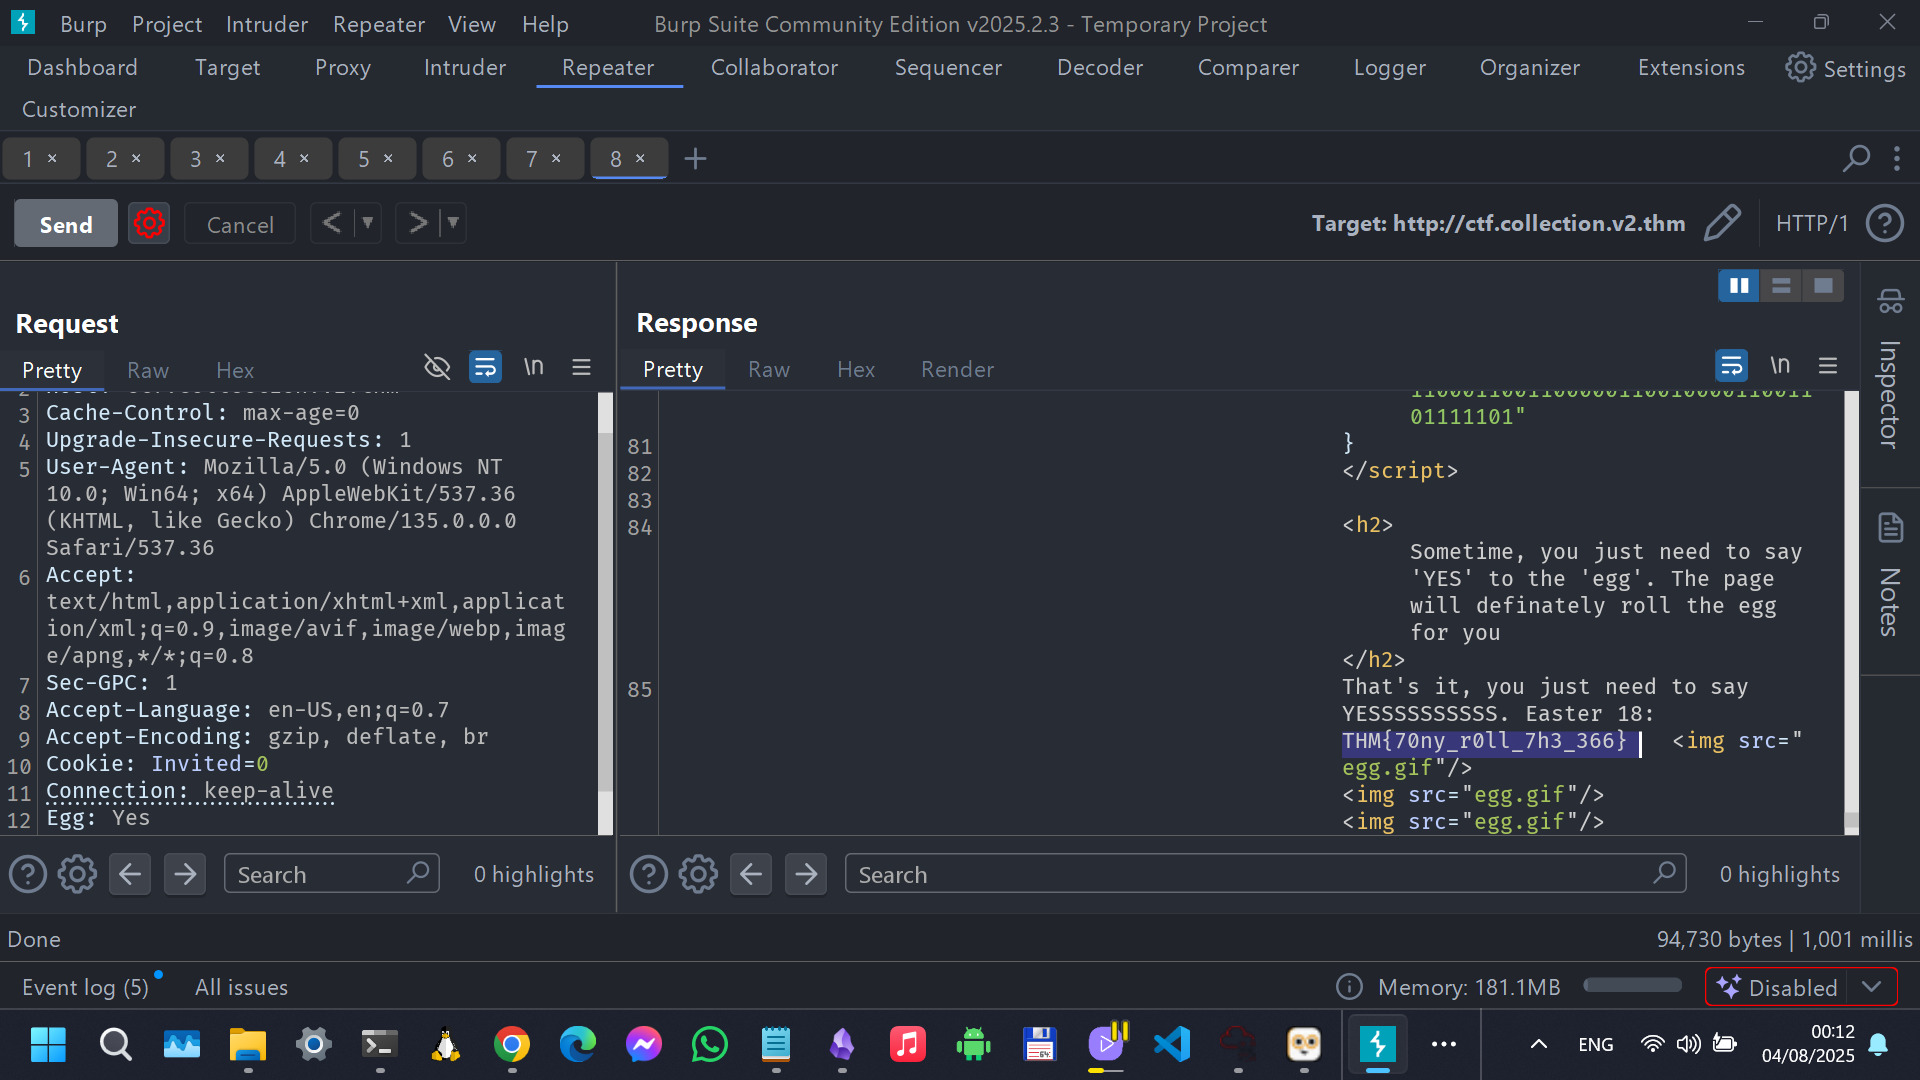 Burp Project Intruder Repeater View Help Burp Suite Community Edition v2025.2.3 - Temporary Project
Dashboard Target Proxy Intruder Repeater Collaborator Sequencer Decoder Comparer Logger Organizer Extensions Settings
Customizer
1 × 2 × 3 × 4 × 5 × 6 × 7 × 8 × +
Send Cancel < > Target: http://ctf.collection.v2.thm HTTP/1
Request
Pretty Raw Hex \n
3 Cache-Control: max-age=0
4 Upgrade-Insecure-Requests: 1
5 User-Agent: Mozilla/5.0 (Windows NT
10.0; Win64; x64) AppleWebKit/537.36
(KHTML, like Gecko) Chrome/135.0.0.0
Safari/537.36
6 Accept:
text/html,application/xhtml+xml,applicat
ion/xml;q=0.9,image/avif,image/webp,imag
e/apng,*/*;q=0.8
7 Sec-GPC: 1
8 Accept-Language: en-US,en;q=0.7
9 Accept-Encoding: gzip, deflate, br
10 Cookie: Invited=0
11 Connection: keep-alive
12 Egg: Yes
Search 0 highlights
Response
Pretty Raw Hex Render \n
01111101"
81 }
82 </script>
83
84 <h2>
Sometime, you just need to say
'YES' to the 'egg'. The page
will definately roll the egg
for you
</h2>
85 That's it, you just need to say
YESSSSSSSSSS. Easter 18:
THM{70ny_r0ll_7h3_366} <img src="
egg.gif"/>
<img src="egg.gif"/>
<img src="egg.gif"/>
Search 0 highlights
Inspector
Notes
Done 94,730 bytes | 1,001 millis
Event log (5) All issues Memory: 181.1MB Disabled
64
ENG 00:12
04/08/2025